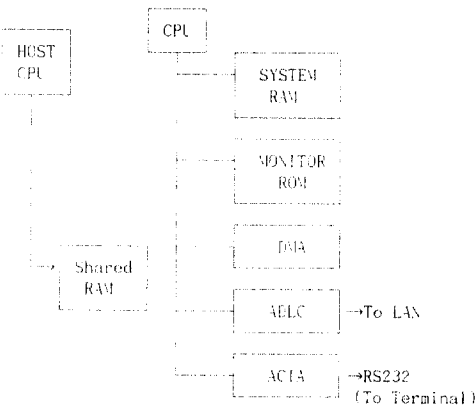 HOST
CPU
CPU
SYSTEM
RAM
MONITOR
ROM
DMA
Shared
RAM
ADLC
→To LAN
ACIA
→RS232
(To Terminal)